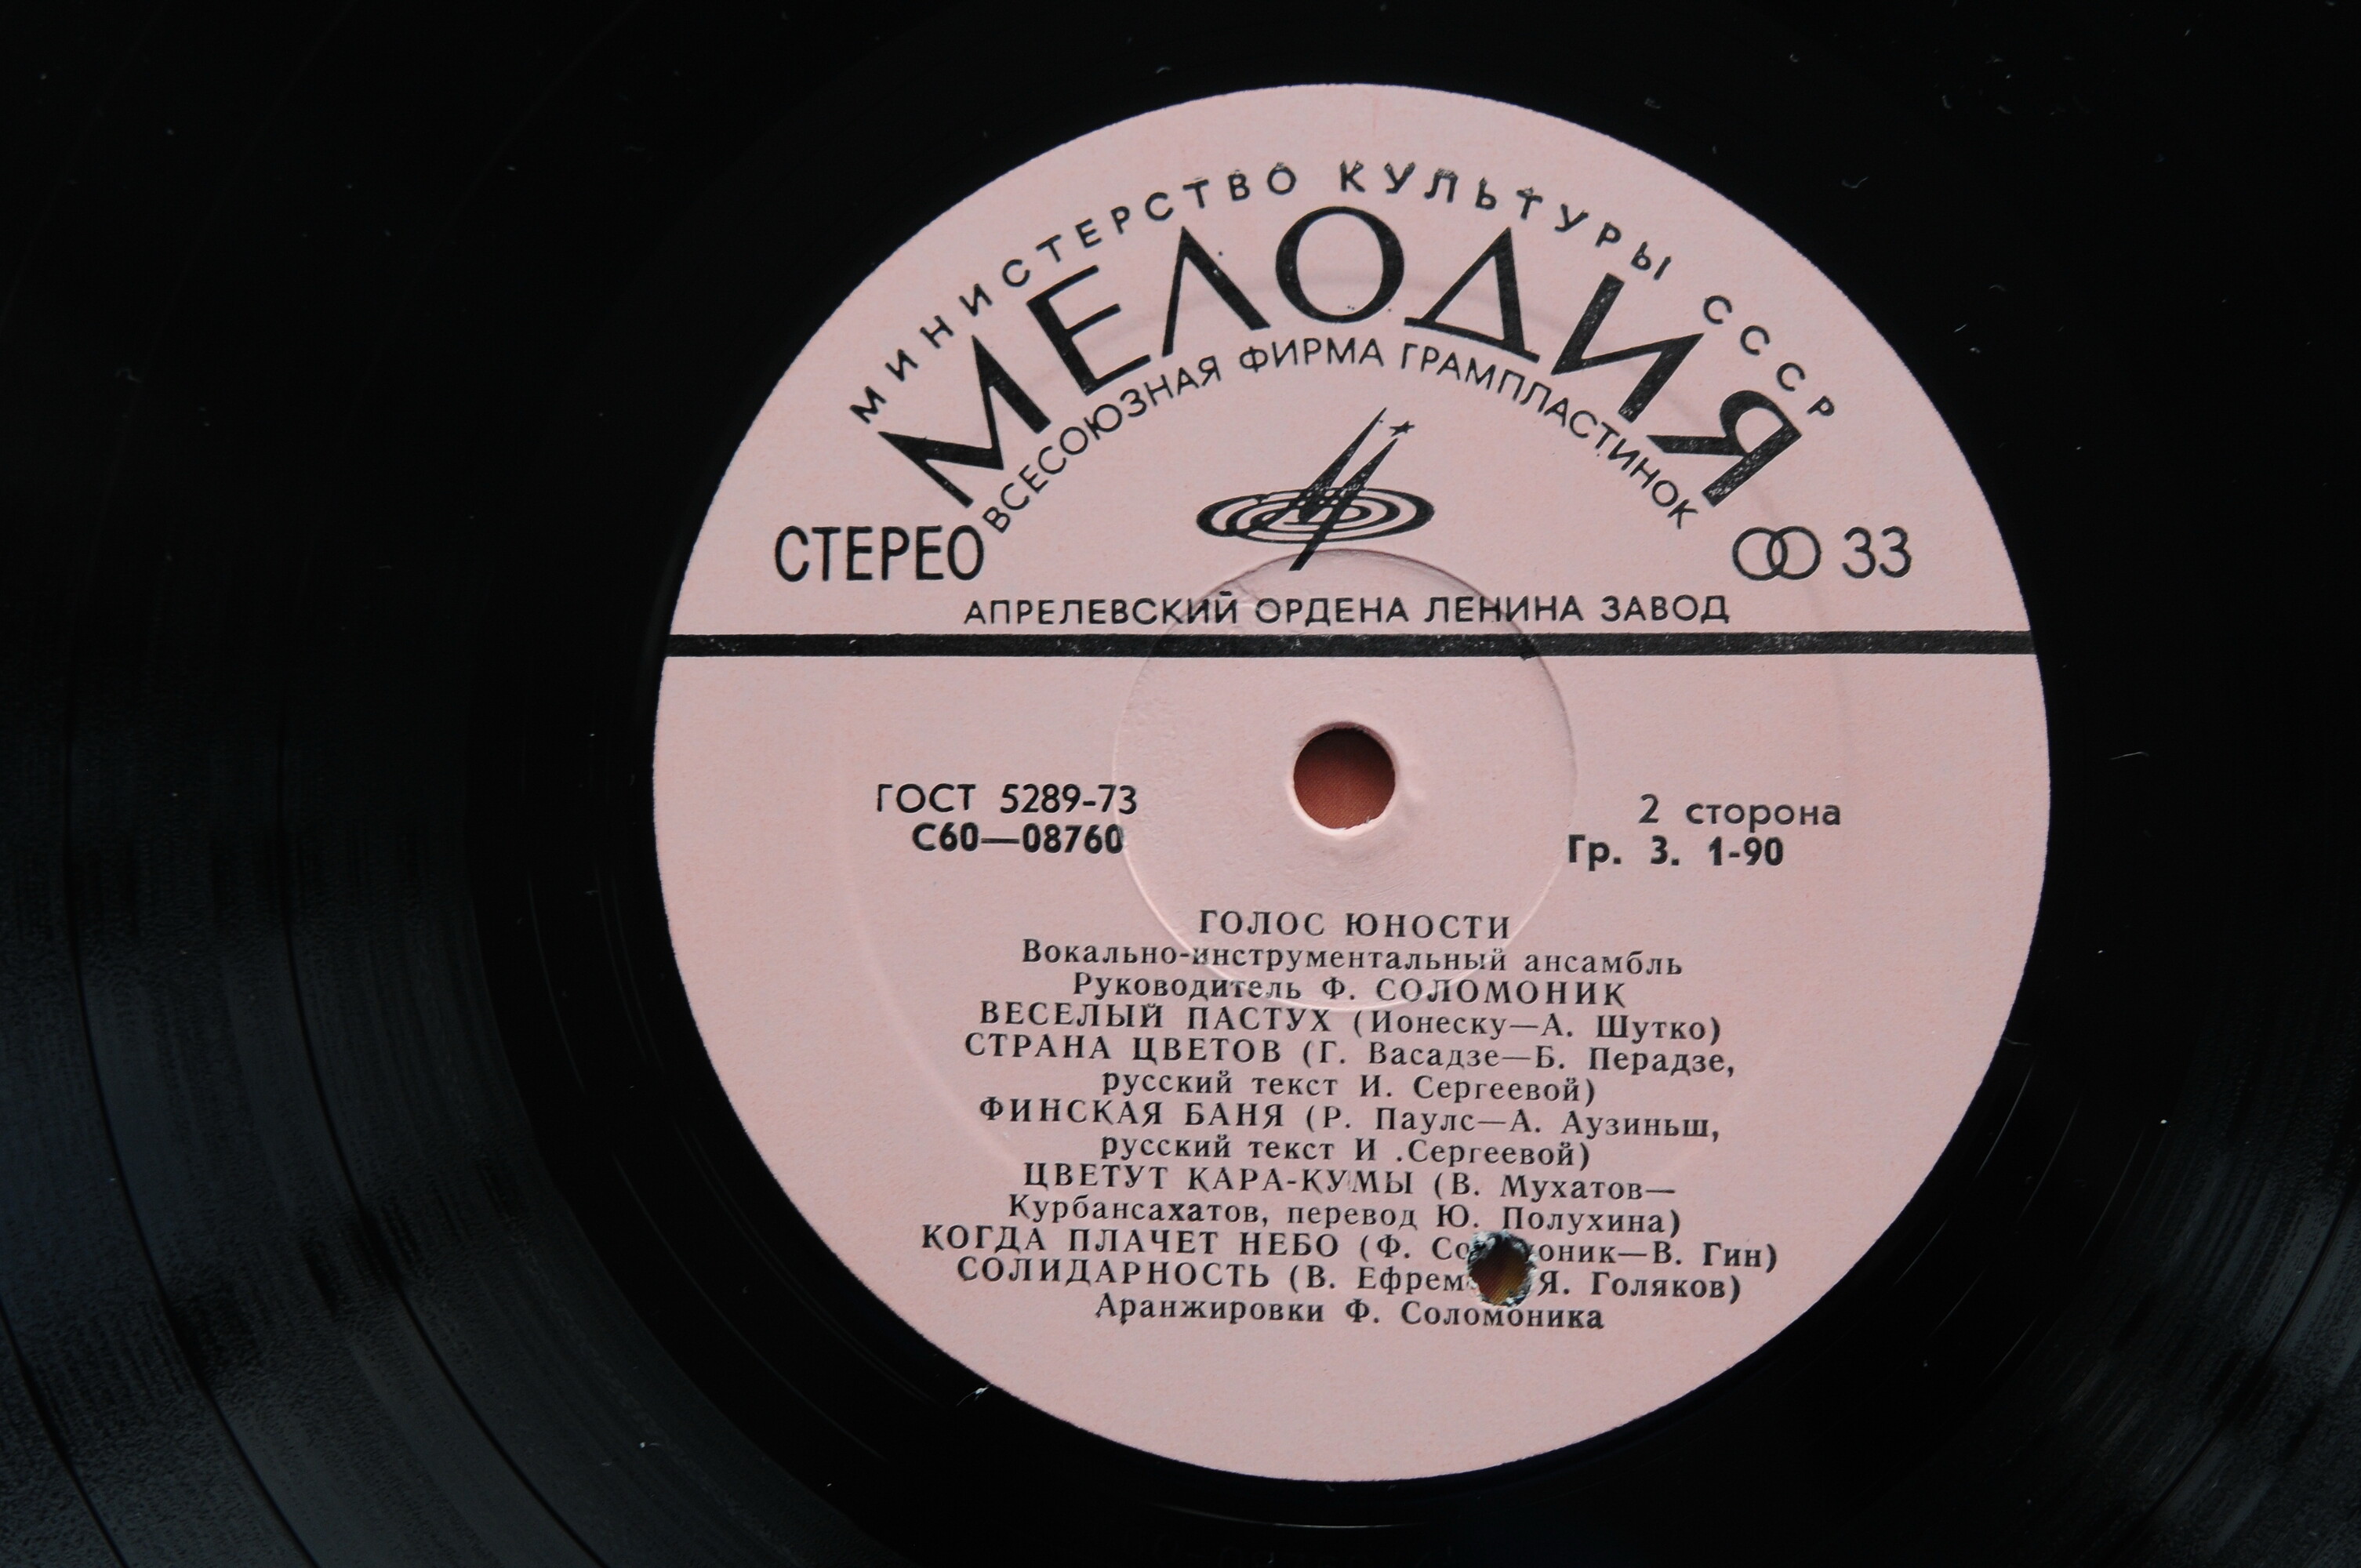 МИНИСТЕРСТВО КУЛЬТУРЫ СССР
МЕЛОДИЯ
ВСЕСОЮЗНАЯ ФИРМА ГРАМПЛАСТИНОК
СТЕРЕО
33
АПРЕЛЕВСКИЙ ОРДЕНА ЛЕНИНА ЗАВОД
ГОСТ 5289-73
С60—08760
2 сторона
Гр. 3. 1-90
ГОЛОС ЮНОСТИ
Вокально-инструментальный ансамбль
Руководитель Ф. СОЛОМОНИК
ВЕСЕЛЫЙ ПАСТУХ (Ионеску—А. Шутко)
СТРАНА ЦВЕТОВ (Г. Васадзе—Б. Перадзе,
русский текст И. Сергеевой)
ФИНСКАЯ БАНЯ (Р. Паулс—А. Аузиньш,
русский текст И .Сергеевой)
ЦВЕТУТ КАРА-КУМЫ (В. Мухатов—
Курбансахатов, перевод Ю. Полухина)
КОГДА ПЛАЧЕТ НЕБО (Ф. —В. Гин)
СОЛИДАРНОСТЬ (В. Я. Голяков)
Аранжировки Ф. Соломоника